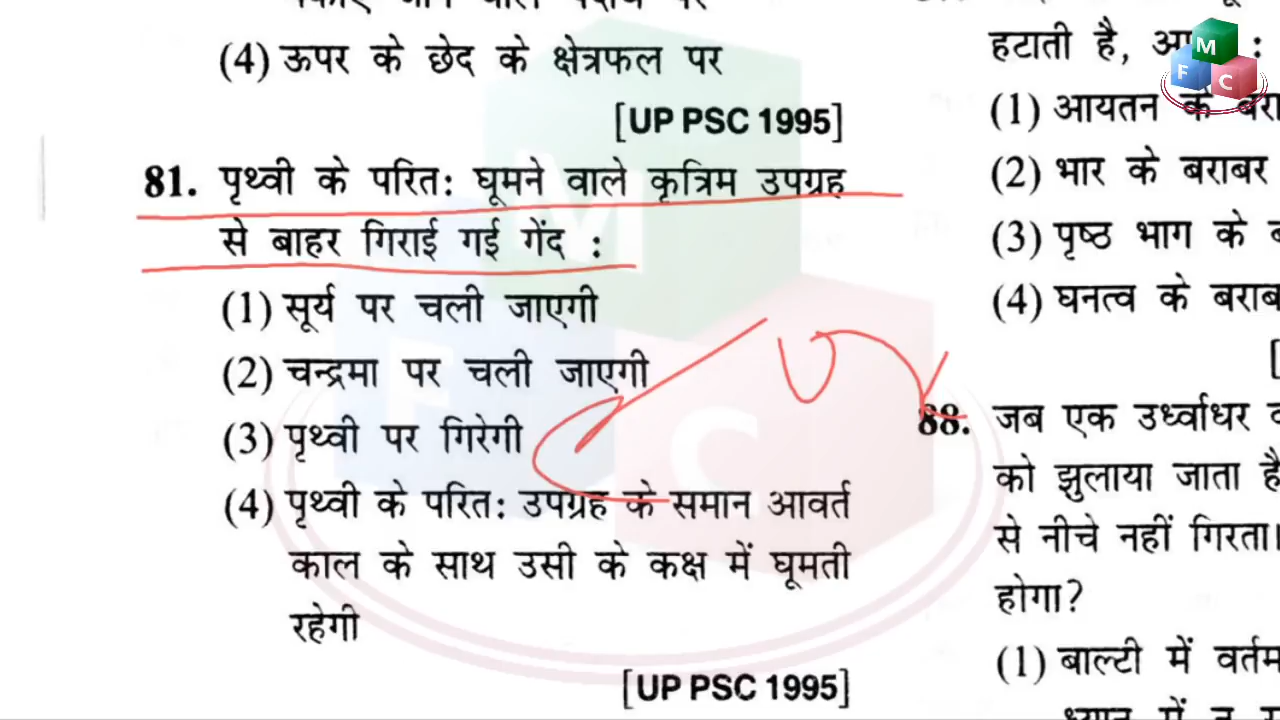 (4) ऊपर के छेद के क्षेत्रफल पर
[UP PSC 1995]
81. पृथ्वी के परितः घूमने वाले कृत्रिम उपग्रह
से बाहर गिराई गई गेंद :
(1) सूर्य पर चली जाएगी
(2) चन्द्रमा पर चली जाएगी
(3) पृथ्वी पर गिरेगी
(4) पृथ्वी के परितः उपग्रह के समान आवर्त
काल के साथ उसी के कक्ष में घूमती
रहेगी
[UP PSC 1995]
हटाती है,
(1) आयतन के
(2) भार के बराबर
(3) पृष्ठ भाग के
(4) घनत्व के
88. जब एक उर्ध्वाधर
को झुलाया जाता है
से नीचे नहीं गिरता।
होगा?
(1) बाल्टी में
M
F C
M
F C